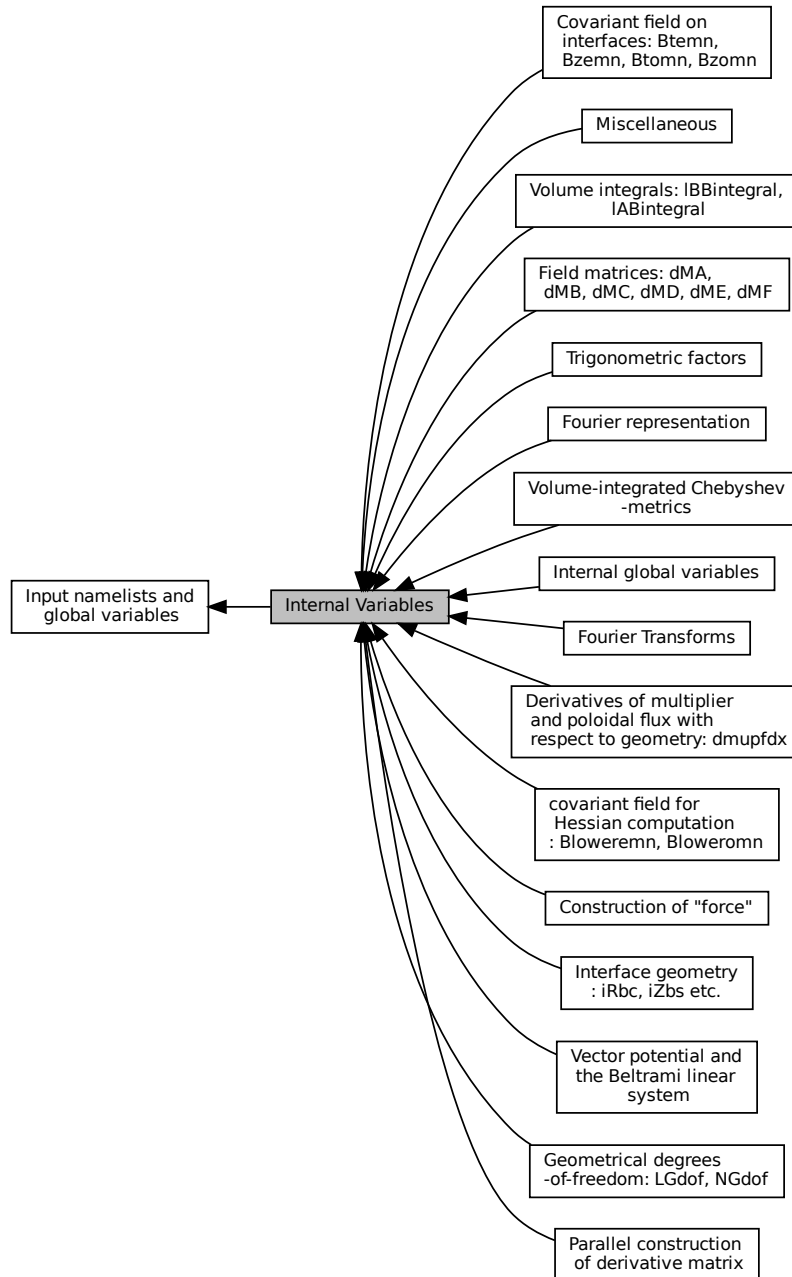 Covariant field on
interfaces: Btemn,
Bzemn, Btomn, Bzomn
Miscellaneous
Volume integrals: lBBintegral,
lABintegral
Field matrices: dMA,
dMB, dMC, dMD, dME, dMF
Trigonometric factors
Fourier representation
Volume-integrated Chebyshev
-metrics
Internal global variables
Input namelists and
global variables
Internal Variables
Fourier Transforms
Derivatives of multiplier
and poloidal flux with
respect to geometry: dmupfdx
covariant field for
Hessian computation
: Bloweremn, Bloweromn
Construction of "force"
Interface geometry
: iRbc, iZbs etc.
Vector potential and
the Beltrami linear
system
Geometrical degrees
-of-freedom: LGdof, NGdof
Parallel construction
of derivative matrix